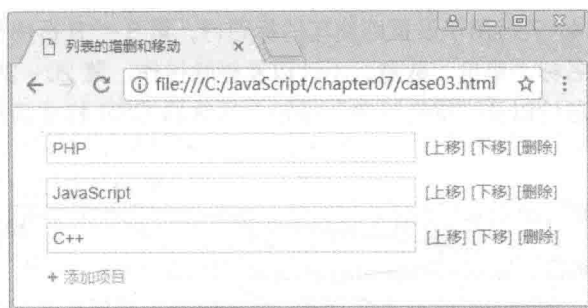 列表的增删和移动 ×
file:///C:/JavaScript/chapter07/case03.html
PHP [上移] [下移] [删除]
JavaScript [上移] [下移] [删除]
C++ [上移] [下移] [删除]
+ 添加项目